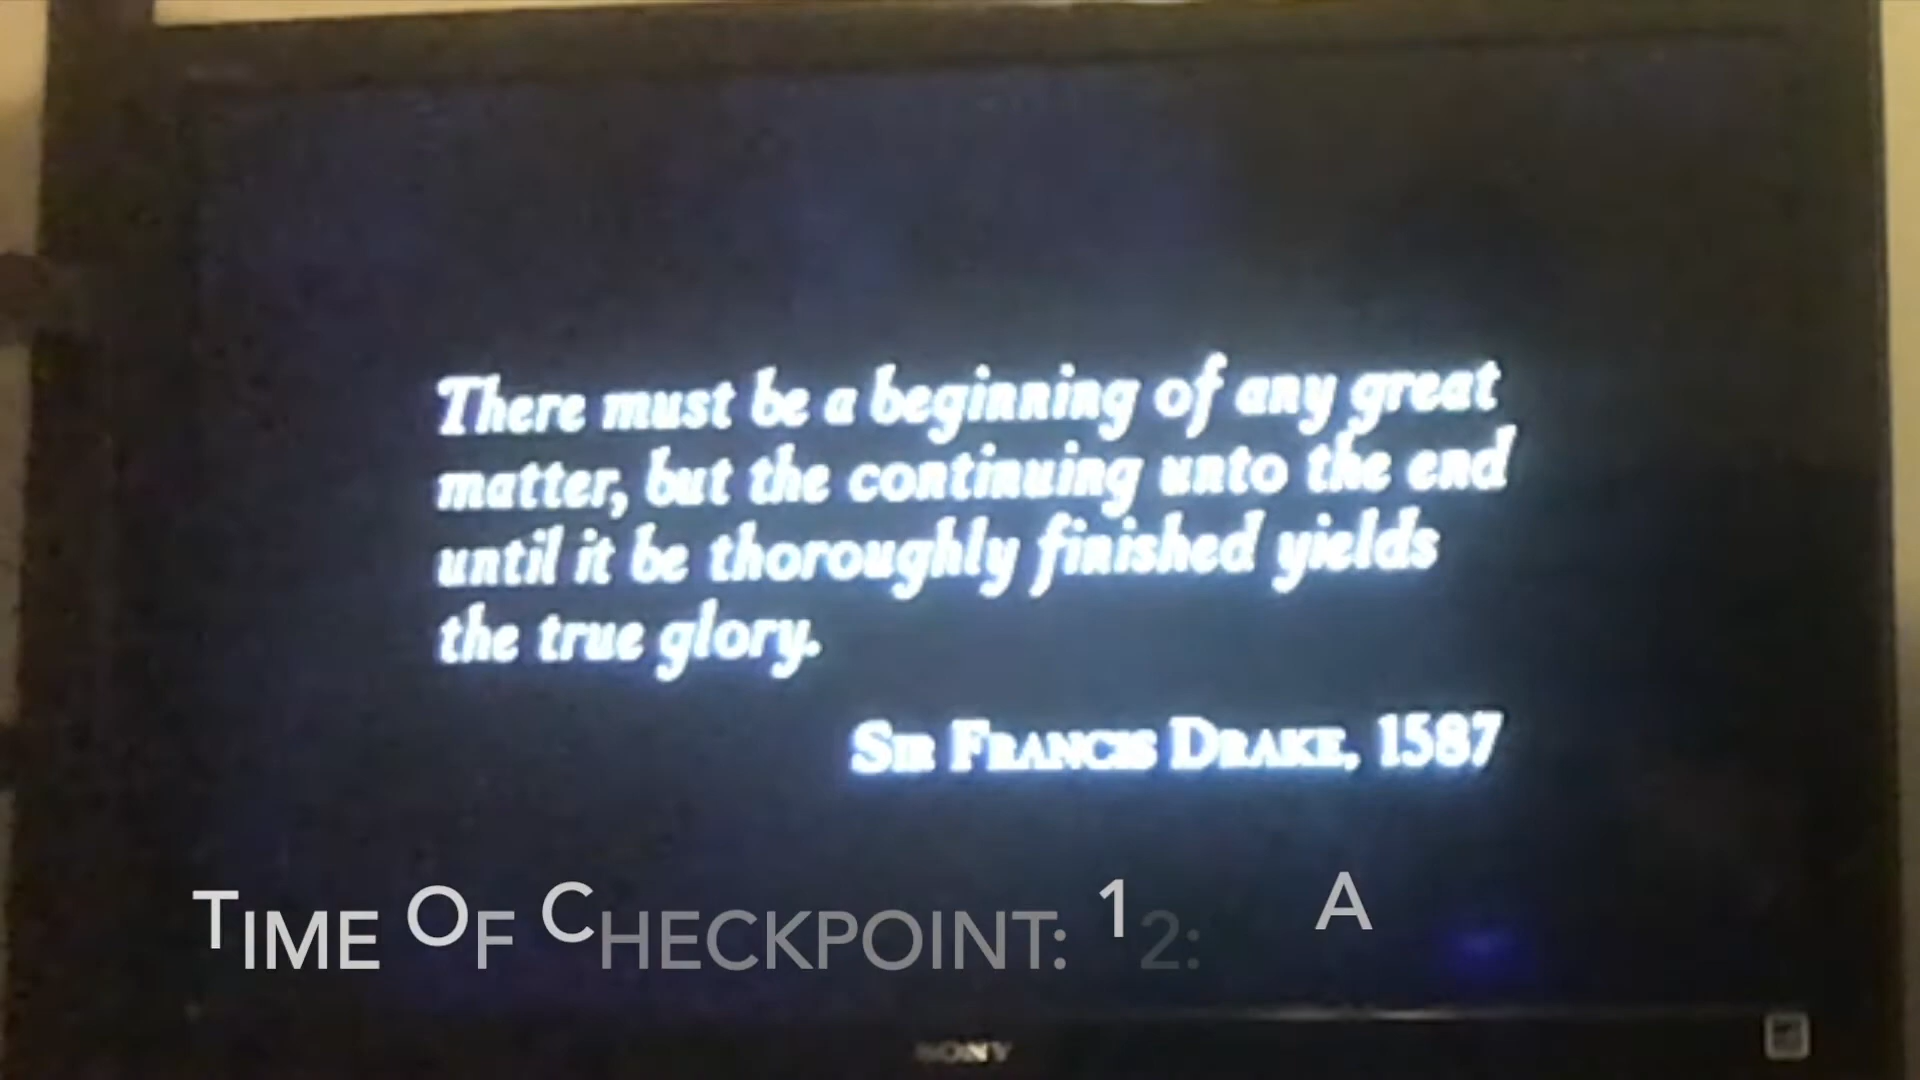 There must be a beginning of any great
matter, but the continuing unto the end
until it be thoroughly finished yields
the true glory.
SIR FRANCIS DRAKE, 1587
TIME OF CHECKPOINT: 12: A
SONY